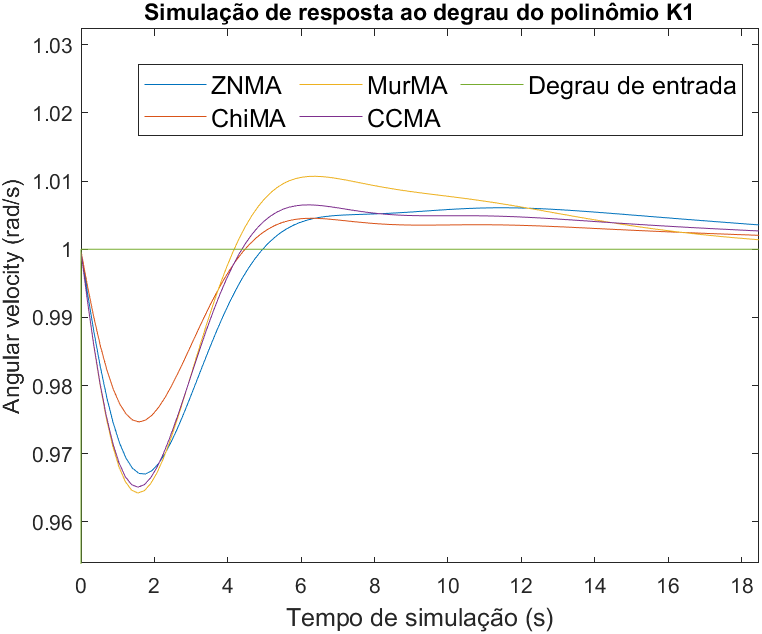 Simulação de resposta ao degrau do polinômio K1
1.03
ZNMA MurMA Degrau de entrada
ChiMA CCMA
1.02
1.01
1
0.99
0.98
0.97
0.96
Angular velocity (rad/s)
0 2 4 6 8 10 12 14 16 18
Tempo de simulação (s)